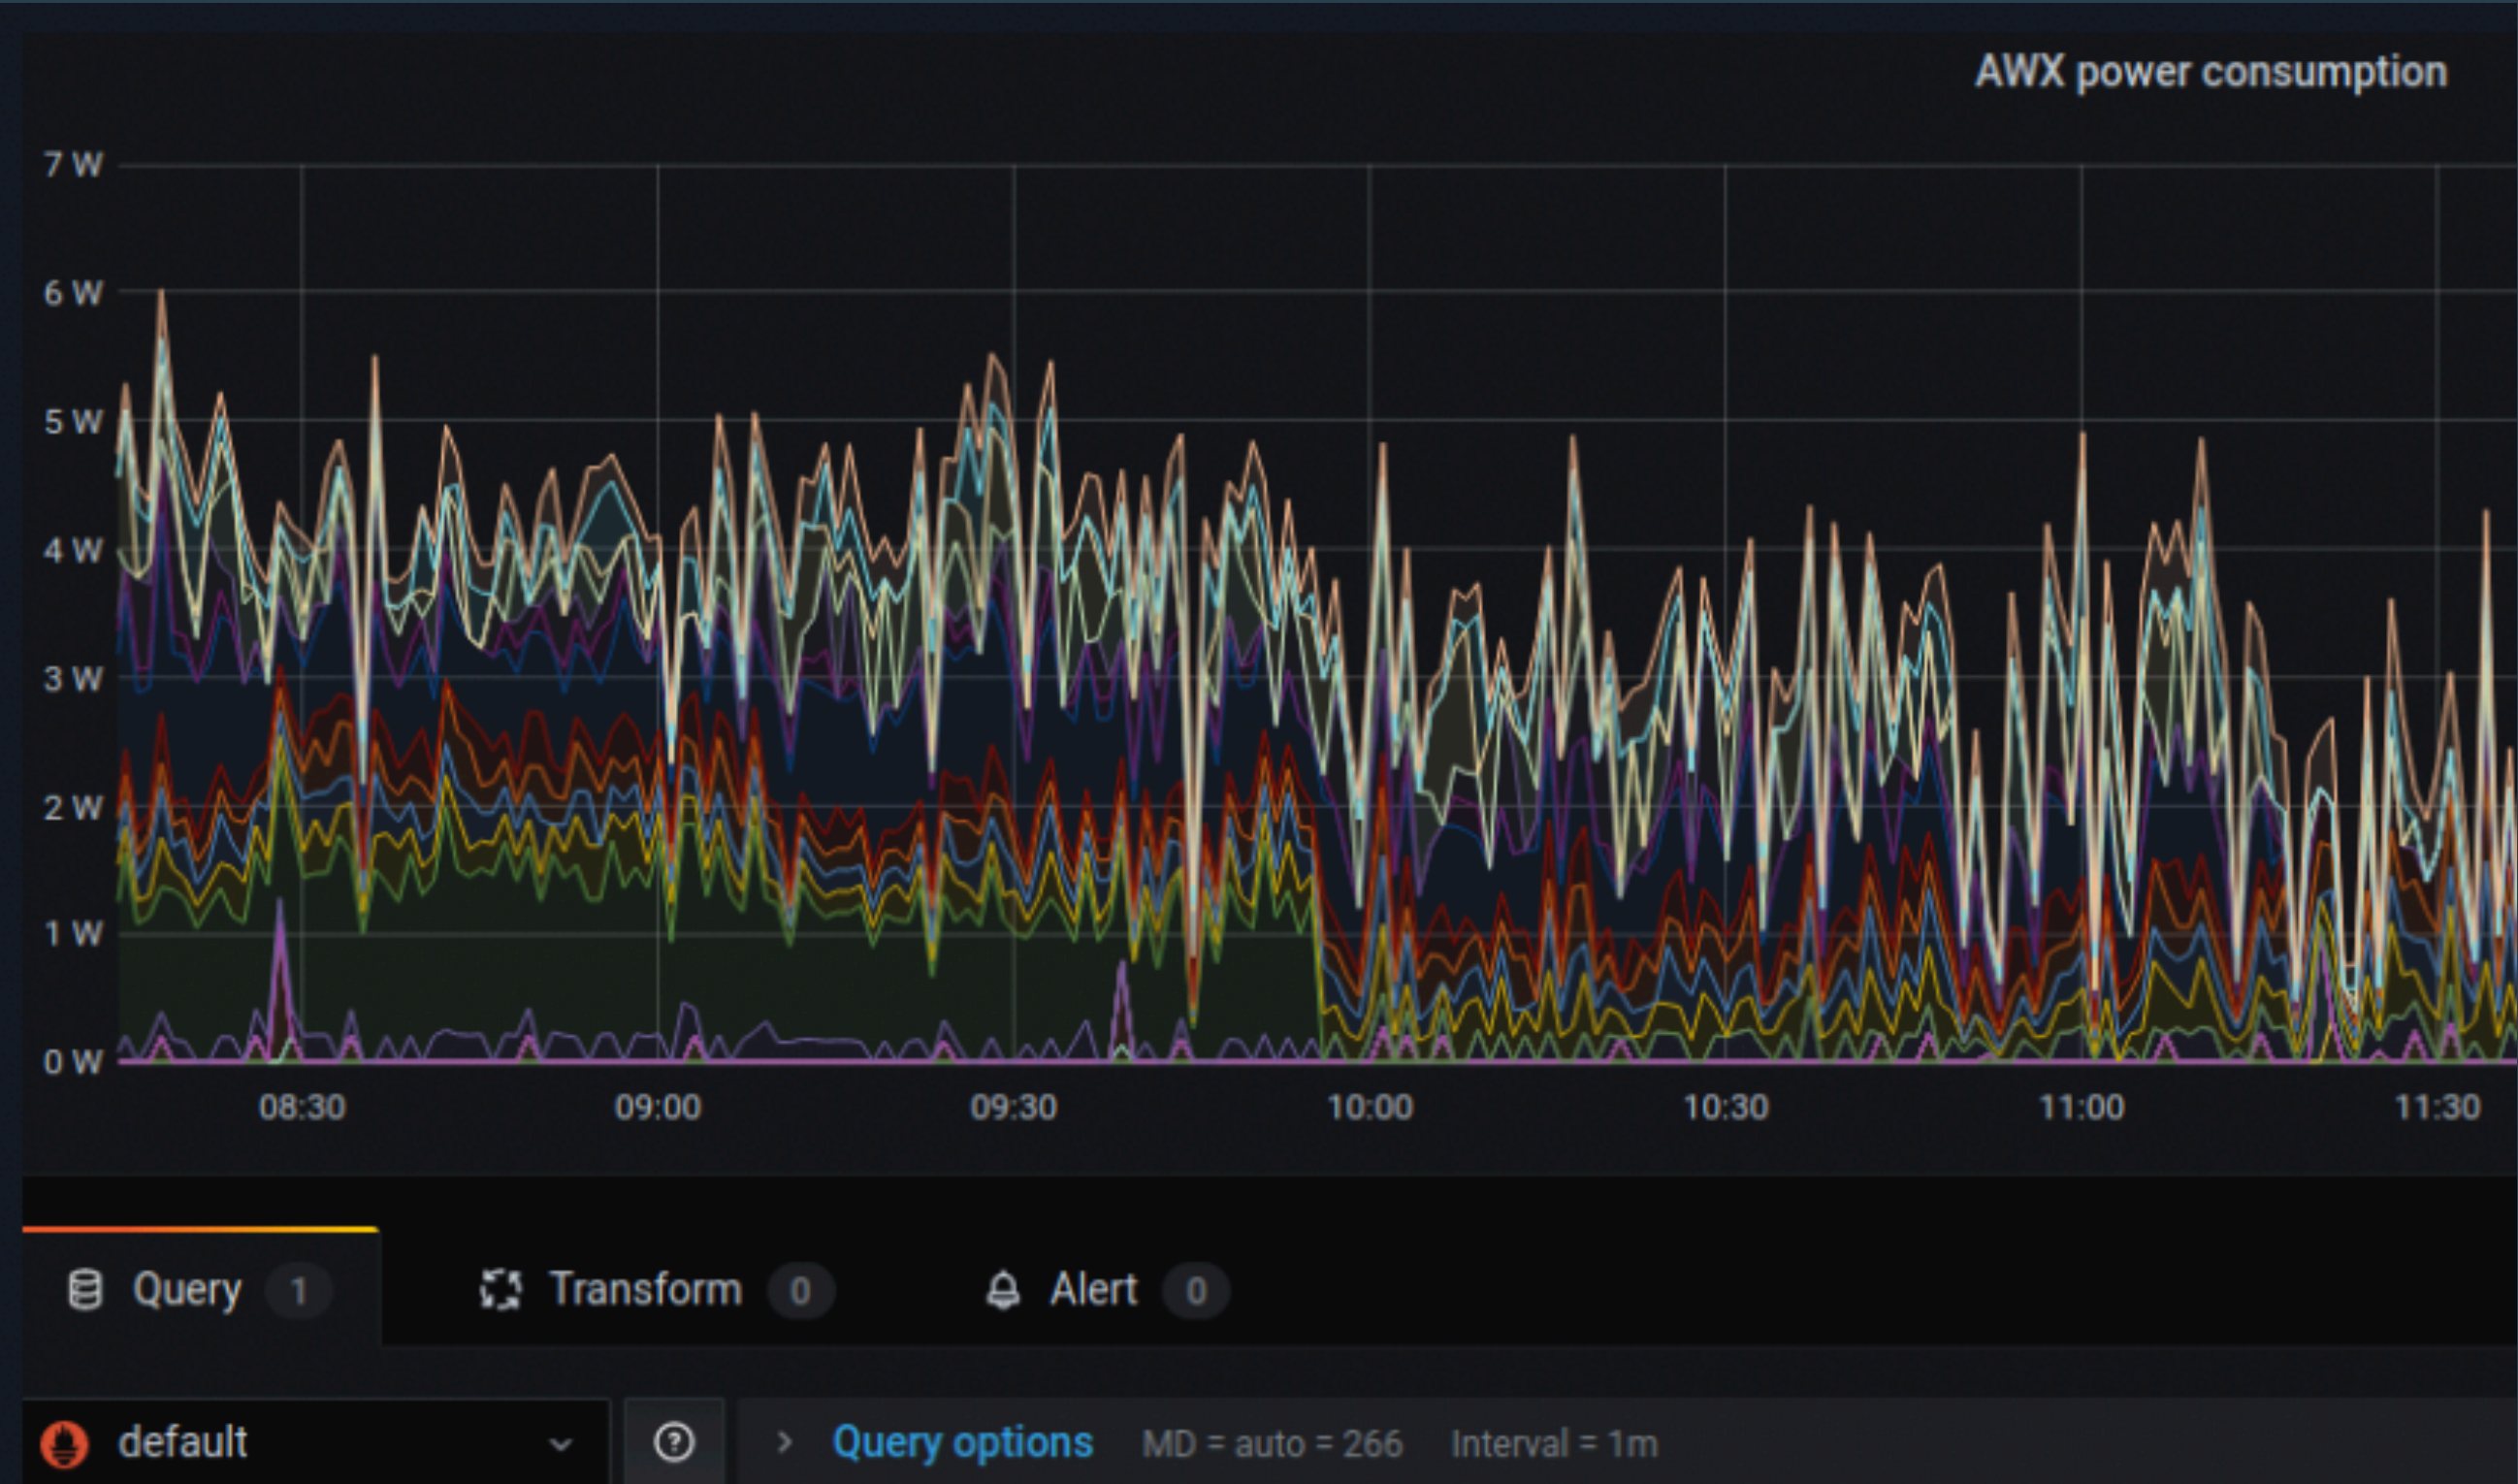 AWX power consumption
7 W
6 W
5 W
4 W
3 W
2 W
1 W
0 W
08:30 09:00 09:30 10:00 10:30 11:00 11:30
Query 1 Transform 0 Alert 0
default ? Query options MD = auto = 266 Interval = 1m